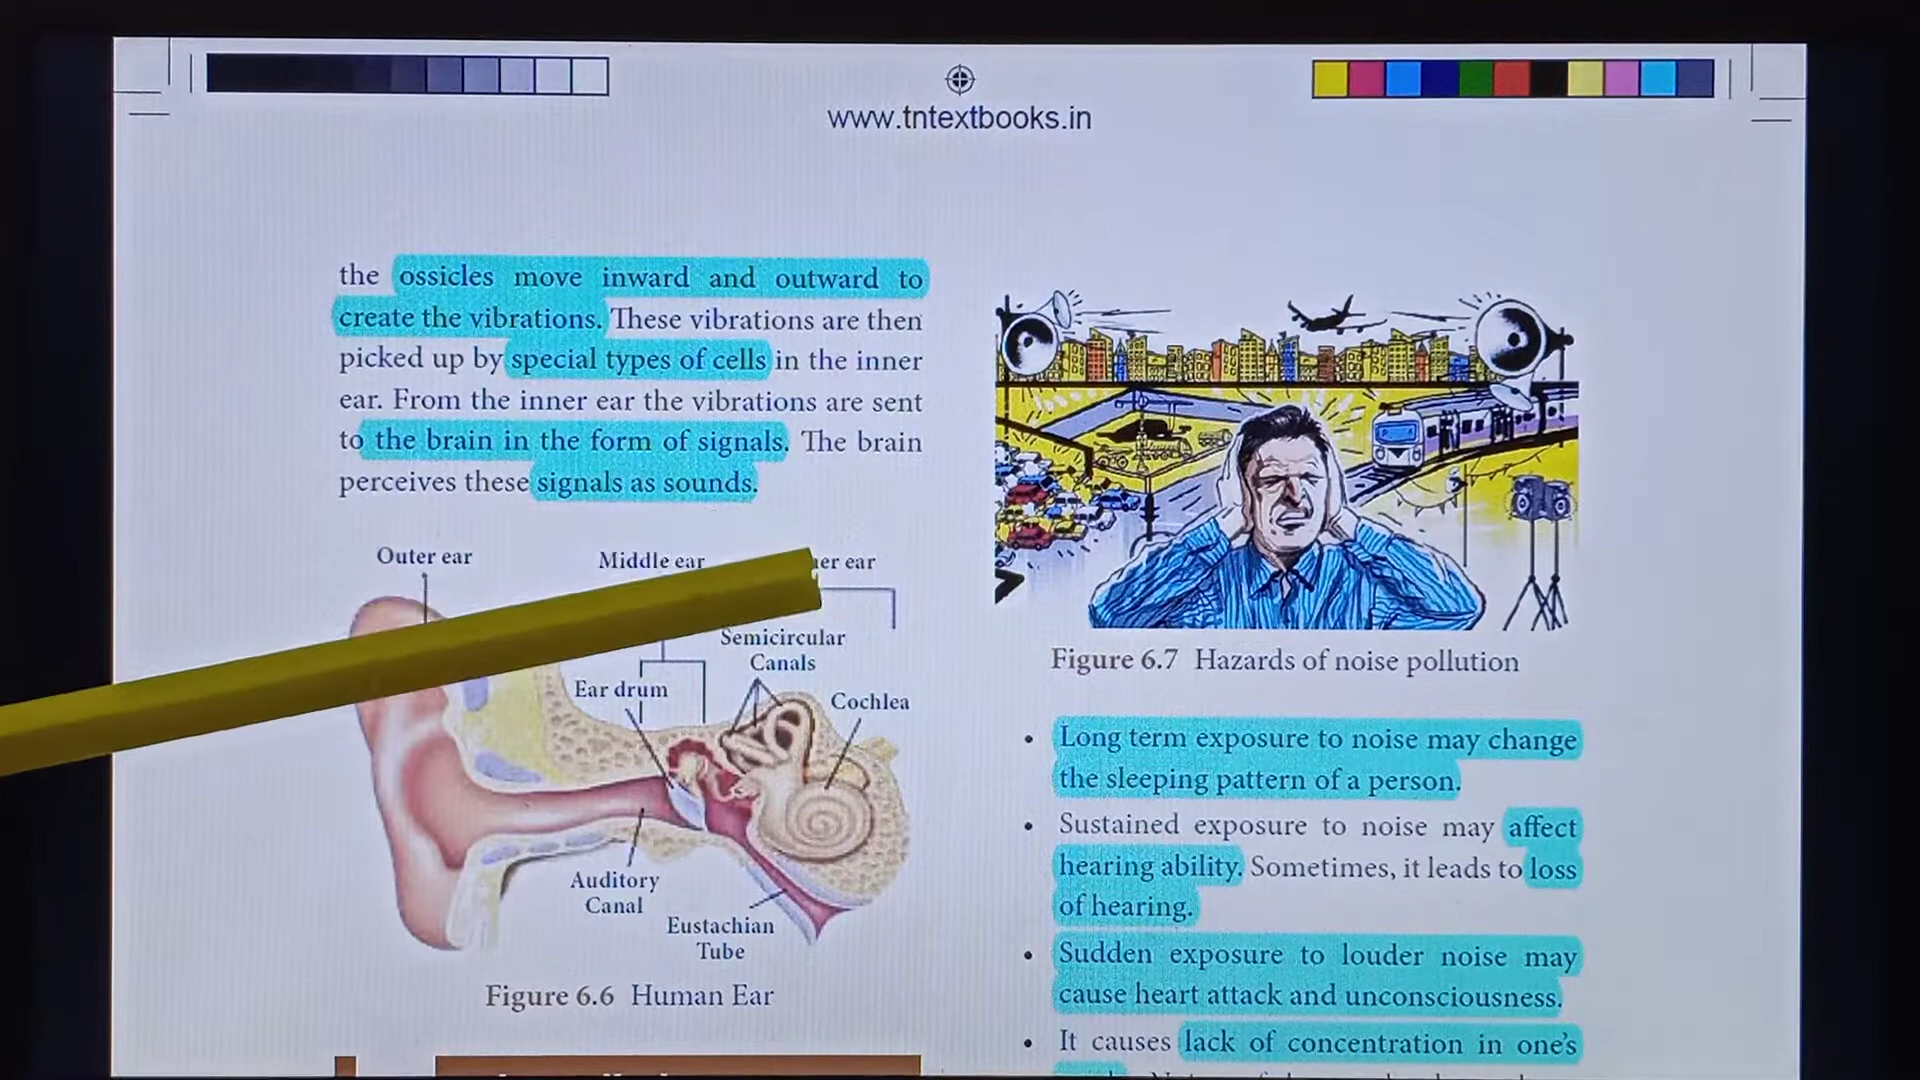 www.tntextbooks.in
the ossicles move inward and outward to
create the vibrations. These vibrations are then
picked up by special types of cells in the inner
ear. From the inner ear the vibrations are sent
to the brain in the form of signals. The brain
perceives these signals as sounds.
Outer ear
Middle ear
ear
Semicircular
Canals
Ear drum
Cochlea
Auditory
Canal
Eustachian
Tube
Figure 6.6 Human Ear
Figure 6.7 Hazards of noise pollution
• Long term exposure to noise may change
the sleeping pattern of a person.
• Sustained exposure to noise may affect
hearing ability. Sometimes, it leads to loss
of hearing.
• Sudden exposure to louder noise may
cause heart attack and unconsciousness.
• It causes lack of concentration in one's